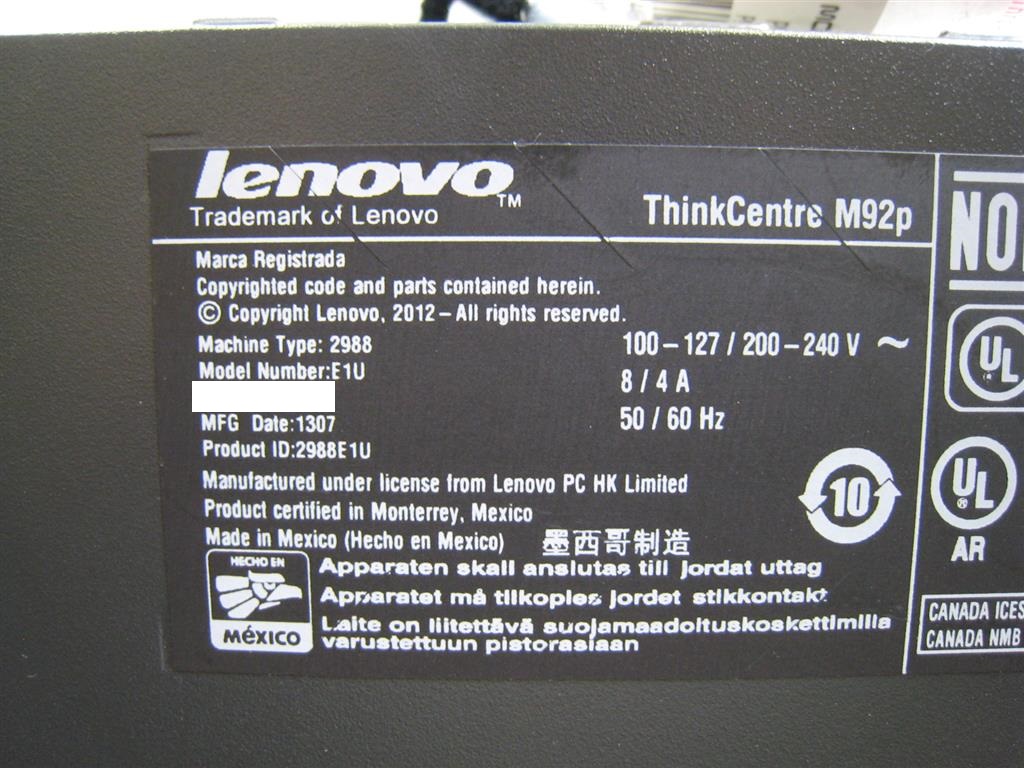 lenovo™
Trademark of Lenovo
ThinkCentre M92p
Marca Registrada
Copyrighted code and parts contained herein.
© Copyright Lenovo, 2012 – All rights reserved.
Machine Type: 2988
Model Number:E1U
MFG Date:1307
Product ID:2988E1U
100 – 127 / 200 – 240 V ~
8 / 4 A
50 / 60 Hz
Manufactured under license from Lenovo PC HK Limited
Product certified in Monterrey, Mexico
Made in Mexico (Hecho en Mexico) 墨西哥制造
10
HECHO EN
MÉXICO
Apparaten skall anslutas till jordat uttag
Apparatet må tilkoples jordet stikkontakt
Laite on liitettävä suojamaadoituskoskettimilla
varustettuun pistorasiaan
NO
UL
UL
AR
CANADA ICES
CANADA NMB